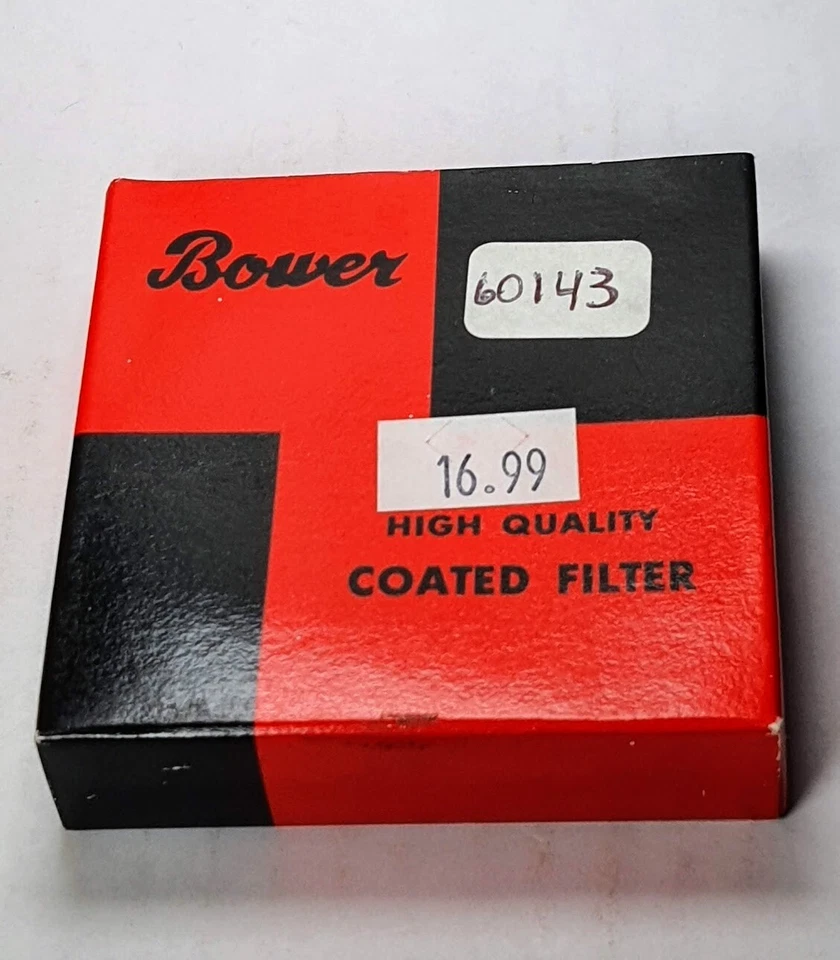 Bower
60143
16.99
HIGH QUALITY
COATED FILTER